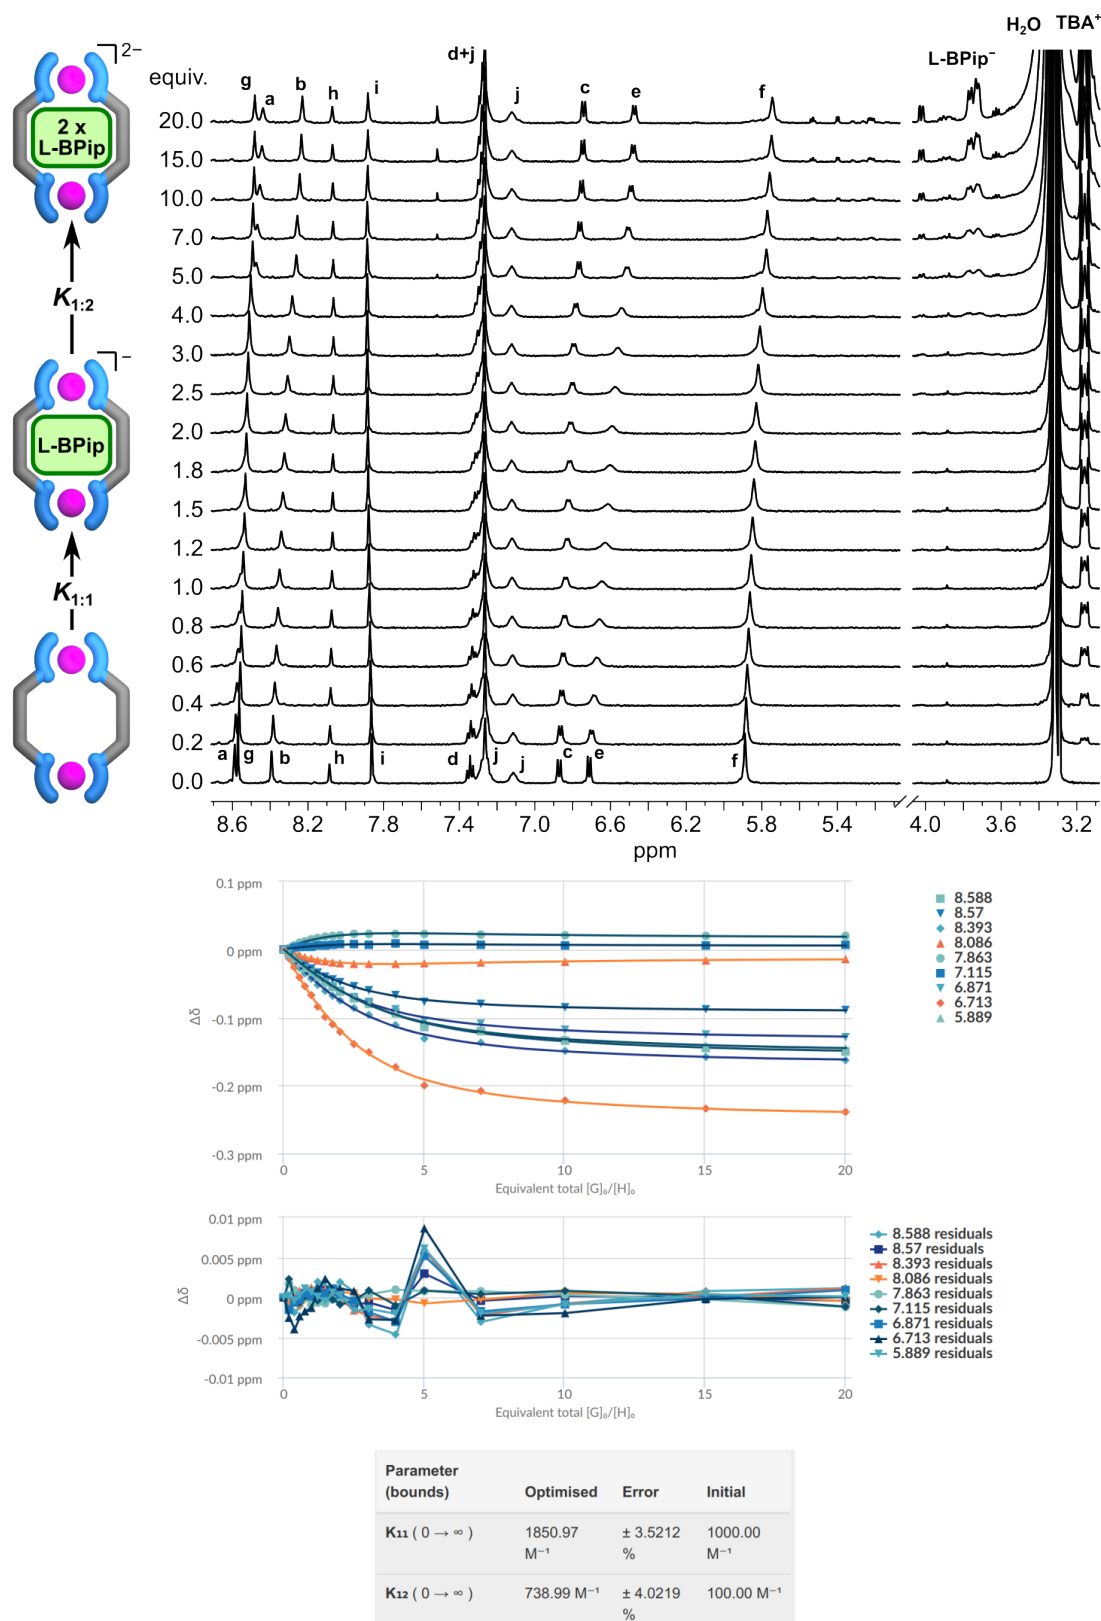 H₂O TBA⁺
L-BPip⁻
equiv.
g a b h i d+j j c e f
20.0
15.0
10.0
7.0
5.0
4.0
3.0
2.5
2.0
1.8
1.5
1.2
1.0
0.8
0.6
0.4
0.2
0.0
a g b h i d j j c e f
8.6 8.2 7.8 7.4 7.0 6.6 6.2 5.8 5.4 4.0 3.6 3.2
ppm
2−
2 x
L-BPip
K₁:₂
−
L-BPip
K₁:₁
0.1 ppm
0 ppm
-0.1 ppm
-0.2 ppm
-0.3 ppm
Δδ
0 5 10 15 20
Equivalent total [G]₀/[H]₀
8.588
8.57
8.393
8.086
7.863
7.115
6.871
6.713
5.889
0.01 ppm
0.005 ppm
0 ppm
-0.005 ppm
-0.01 ppm
Δδ
0 5 10 15 20
Equivalent total [G]₀/[H]₀
8.588 residuals
8.57 residuals
8.393 residuals
8.086 residuals
7.863 residuals
7.115 residuals
6.871 residuals
6.713 residuals
5.889 residuals
Parameter
(bounds) Optimised Error Initial
K₁₁ ( 0 → ∞ ) 1850.97 ± 3.5212 1000.00
M⁻¹ % M⁻¹
K₁₂ ( 0 → ∞ ) 738.99 M⁻¹ ± 4.0219 100.00 M⁻¹
%